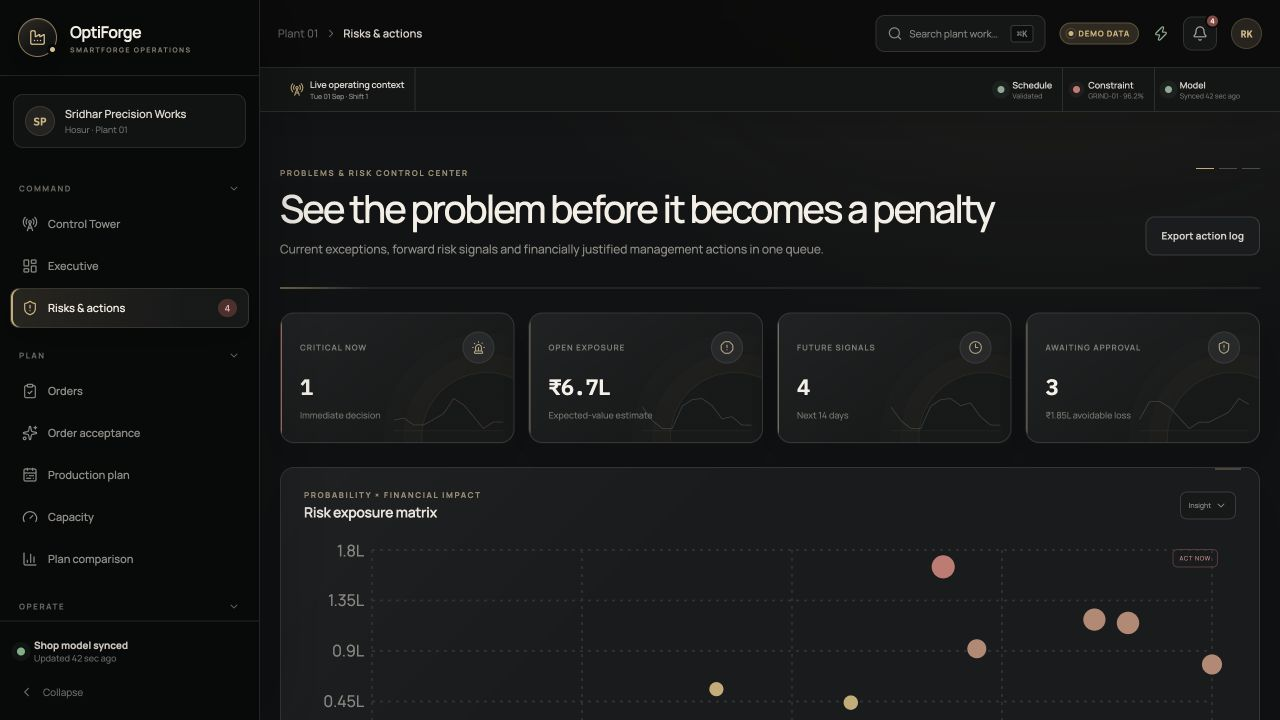 OptiForge
SMARTFORGE OPERATIONS
Plant 01 > Risks & actions
Search plant work...
⌘K
DEMO DATA
4
RK
Live operating context
Tue 01 Sep · Shift 1
Schedule
Validated
Constraint
GRIND-01 · 96.2%
Model
Synced 42 sec ago
SP
Sridhar Precision Works
Hosur · Plant 01
COMMAND
Control Tower
Executive
Risks & actions
4
PLAN
Orders
Order acceptance
Production plan
Capacity
Plan comparison
OPERATE
Shop model synced
Updated 42 sec ago
Collapse
PROBLEMS & RISK CONTROL CENTER
See the problem before it becomes a penalty
Current exceptions, forward risk signals and financially justified management actions in one queue.
Export action log
CRITICAL NOW
1
Immediate decision
OPEN EXPOSURE
₹6.7L
Expected-value estimate
FUTURE SIGNALS
4
Next 14 days
AWAITING APPROVAL
3
₹1.85L avoidable loss
PROBABILITY × FINANCIAL IMPACT
Risk exposure matrix
Insight
1.8L
ACT NOW
1.35L
0.9L
0.45L